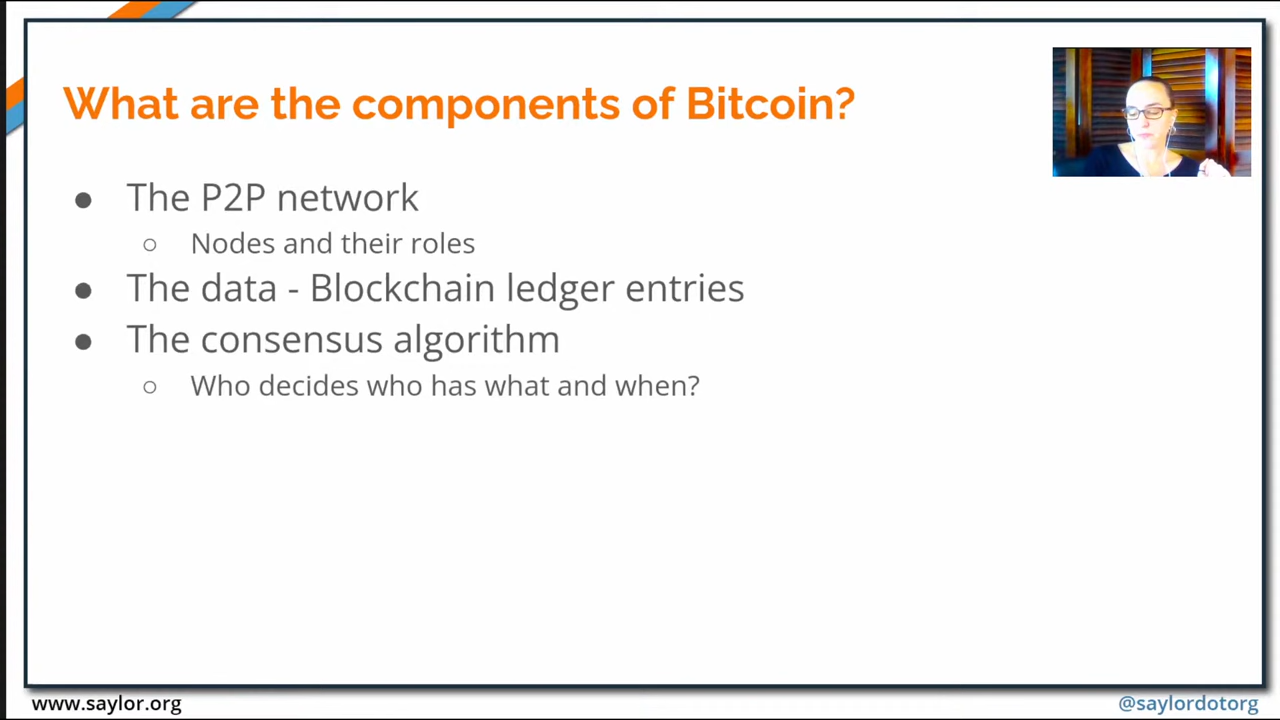 What are the components of Bitcoin?
● The P2P network
○ Nodes and their roles
● The data - Blockchain ledger entries
● The consensus algorithm
○ Who decides who has what and when?
www.saylor.org
@saylordotorg